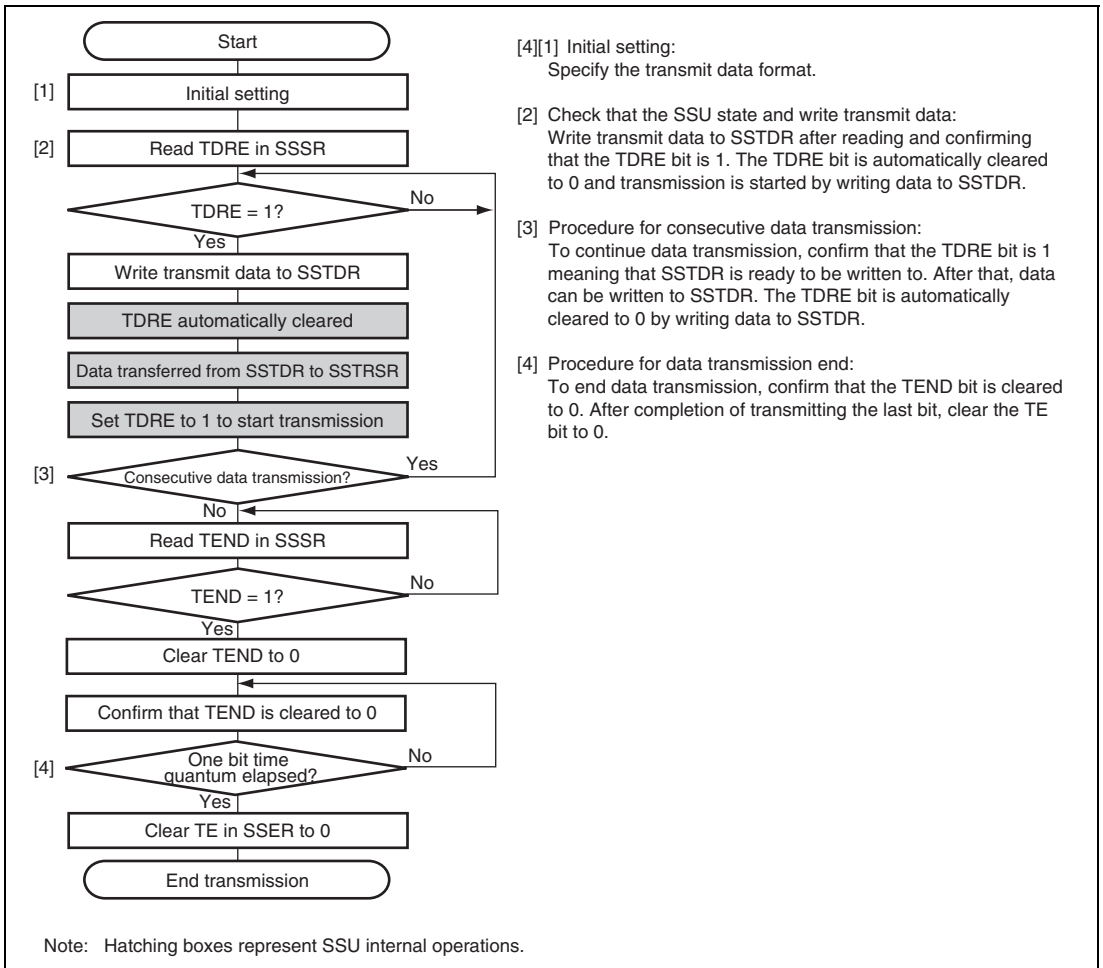 Start
[1] Initial setting
[2] Read TDRE in SSSR
TDRE = 1?
No
Yes
Write transmit data to SSTDR
TDRE automatically cleared
Data transferred from SSTDR to SSTRSR
Set TDRE to 1 to start transmission
[3] Consecutive data transmission?
Yes
No
Read TEND in SSSR
TEND = 1?
No
Yes
Clear TEND to 0
Confirm that TEND is cleared to 0
[4] One bit time
quantum elapsed?
No
Yes
Clear TE in SSER to 0
End transmission
[4][1] Initial setting:
Specify the transmit data format.
[2] Check that the SSU state and write transmit data:
Write transmit data to SSTDR after reading and confirming
that the TDRE bit is 1. The TDRE bit is automatically cleared
to 0 and transmission is started by writing data to SSTDR.
[3] Procedure for consecutive data transmission:
To continue data transmission, confirm that the TDRE bit is 1
meaning that SSTDR is ready to be written to. After that, data
can be written to SSTDR. The TDRE bit is automatically
cleared to 0 by writing data to SSTDR.
[4] Procedure for data transmission end:
To end data transmission, confirm that the TEND bit is cleared
to 0. After completion of transmitting the last bit, clear the TE
bit to 0.
Note: Hatching boxes represent SSU internal operations.